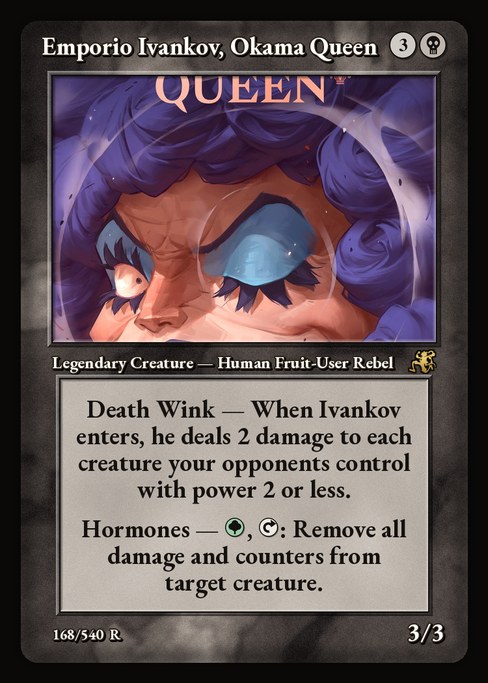 Emporio Ivankov, Okama Queen 3
QUEEN
Legendary Creature — Human Fruit-User Rebel
Death Wink — When Ivankov
enters, he deals 2 damage to each
creature your opponents control
with power 2 or less.
Hormones — , : Remove all
damage and counters from
target creature.
168/540 R
3/3